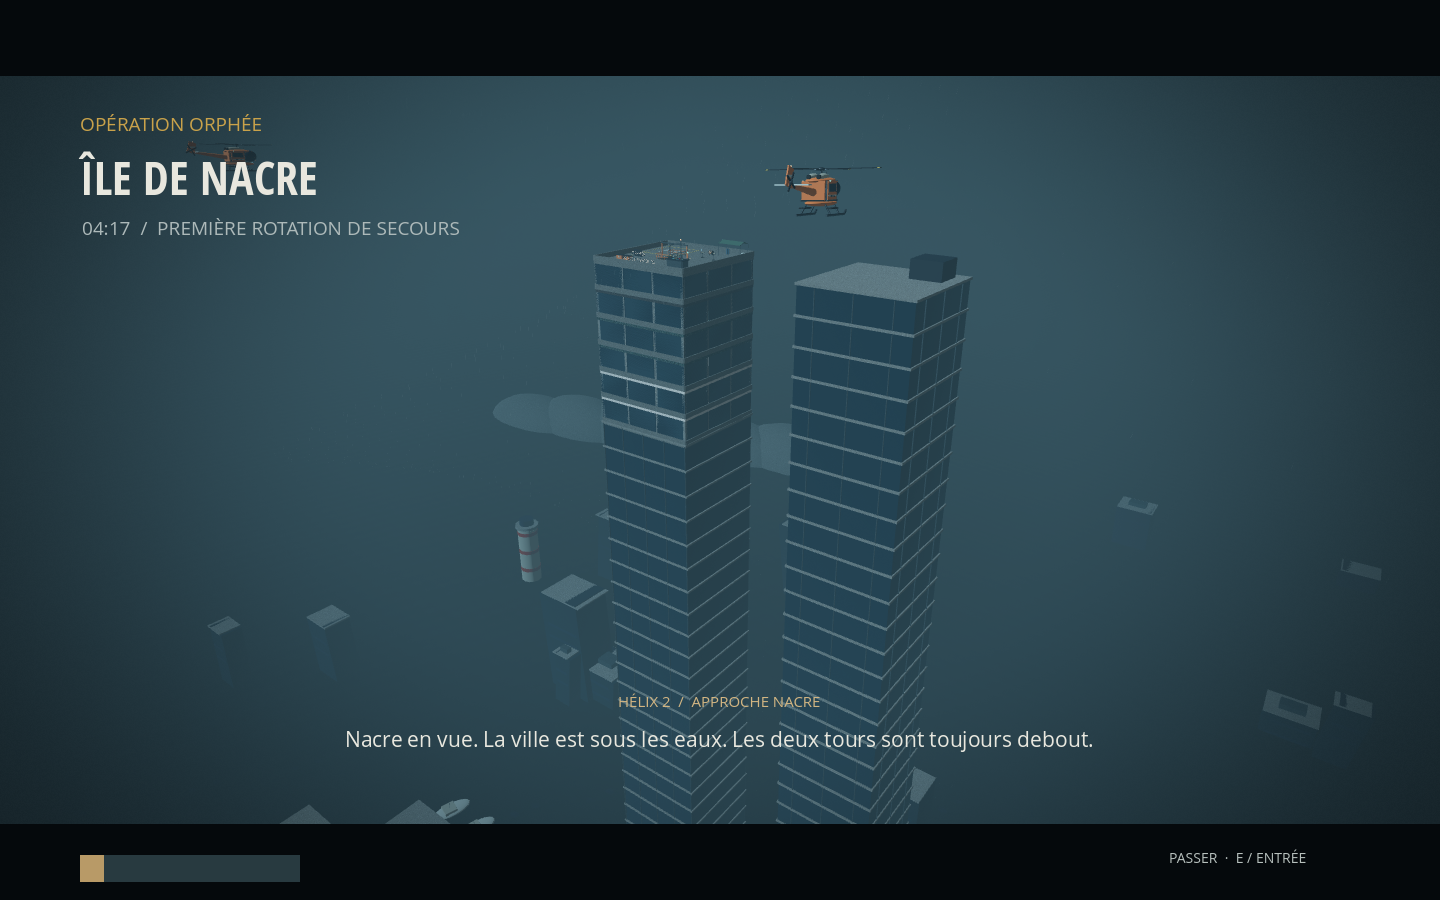 OPÉRATION ORPHÉE
ÎLE DE NACRE
04:17 / PREMIÈRE ROTATION DE SECOURS
HÉLIX 2 / APPROCHE NACRE
Nacre en vue. La ville est sous les eaux. Les deux tours sont toujours debout.
PASSER · E / ENTRÉE